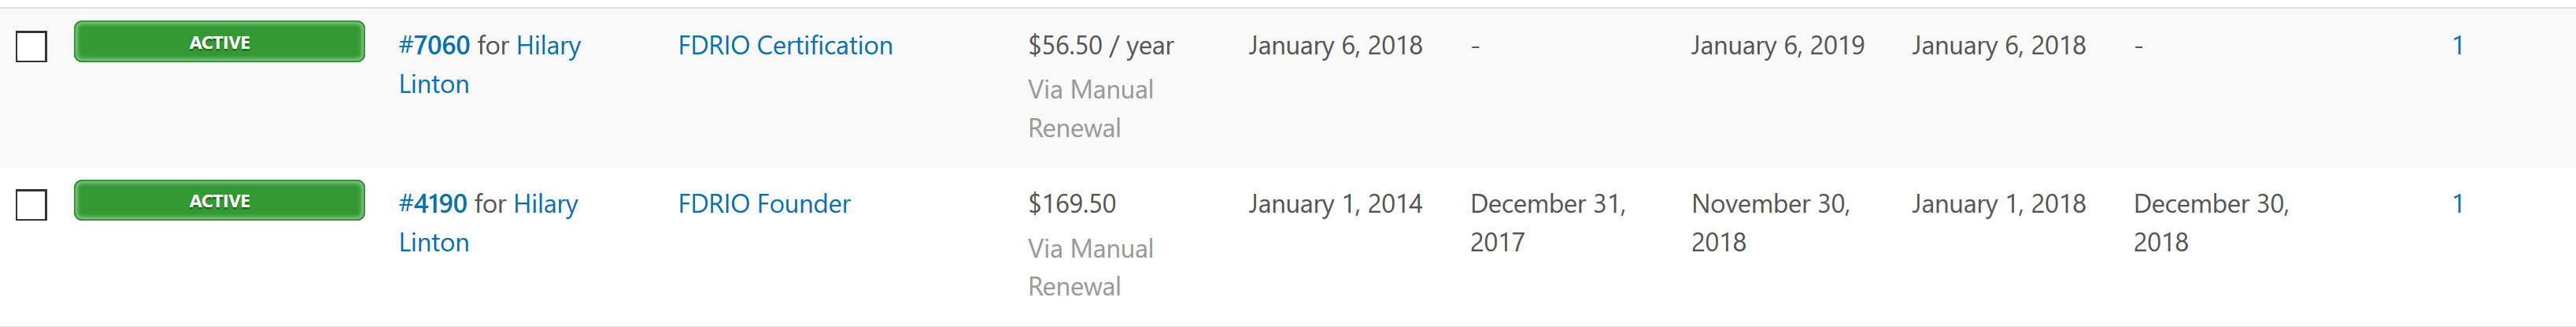 ACTIVE #7060 for Hilary FDRIO Certification $56.50 / year January 6, 2018 - January 6, 2019 January 6, 2018 - 1
Linton Via Manual
Renewal
ACTIVE #4190 for Hilary FDRIO Founder $169.50 January 1, 2014 December 31, November 30, January 1, 2018 December 30, 1
Linton Via Manual 2017 2018 2018
Renewal